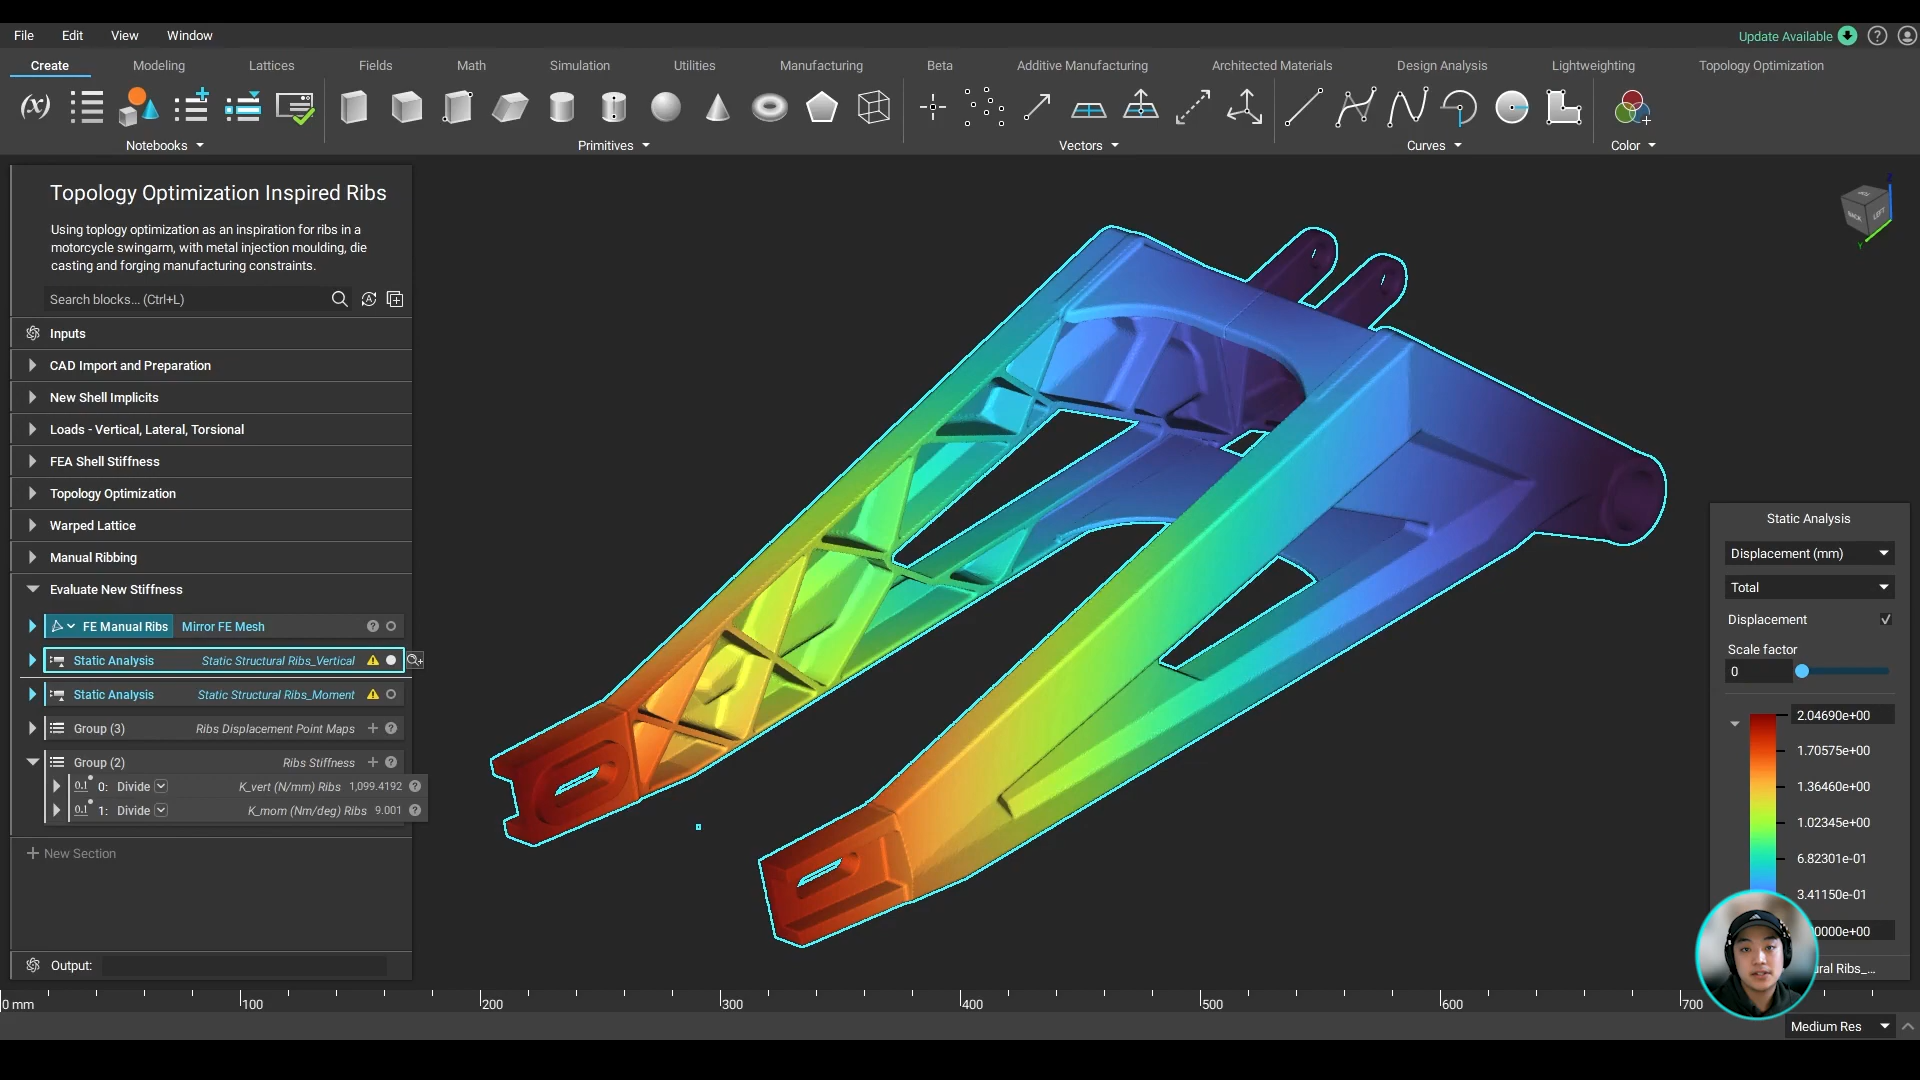 File Edit View Window
Update Available
Create Modeling Lattices Fields Math Simulation Utilities Manufacturing Beta Additive Manufacturing Architected Materials Design Analysis Lightweighting Topology Optimization
(x)
Notebooks Primitives Vectors Curves Color
Topology Optimization Inspired Ribs
Using toplogy optimization as an inspiration for ribs in a
motorcycle swingarm, with metal injection moulding, die
casting and forging manufacturing constraints.
Search blocks... (Ctrl+L)
Inputs
CAD Import and Preparation
New Shell Implicits
Loads - Vertical, Lateral, Torsional
FEA Shell Stiffness
Topology Optimization
Warped Lattice
Manual Ribbing
Evaluate New Stiffness
FE Manual Ribs Mirror FE Mesh
Static Analysis Static Structural Ribs_Vertical
Static Analysis Static Structural Ribs_Moment
Group (3) Ribs Displacement Point Maps
Group (2) Ribs Stiffness
0.1 0: Divide K_vert (N/mm) Ribs 1,099.4192
0.1 1: Divide K_mom (Nm/deg) Ribs 9.001
New Section
Output:
BACK LEFT
Z
Y
Static Analysis
Displacement (mm)
Total
Displacement
Scale factor
0
2.04690e+00
1.70575e+00
1.36460e+00
1.02345e+00
6.82301e-01
3.41150e-01
0000e+00
ural Ribs_...
0 mm 100 200 300 400 500 600 700
Medium Res